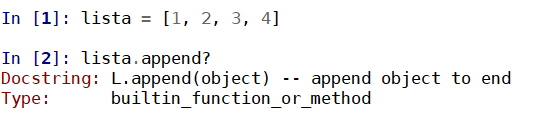 In [1]: lista = [1, 2, 3, 4]
In [2]: lista.append?
Docstring: L.append(object) -- append object to end
Type:      builtin_function_or_method